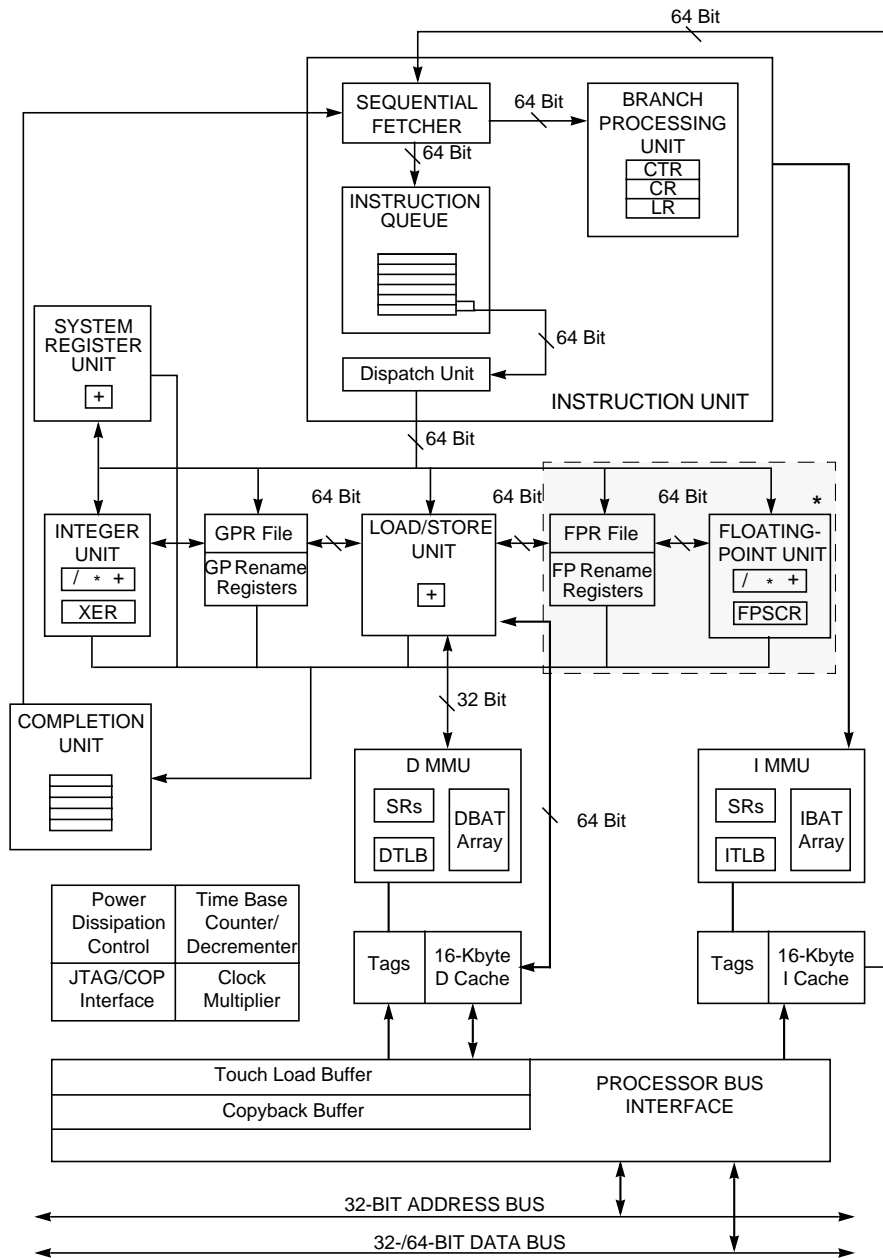 64 Bit
SEQUENTIAL
FETCHER
64 Bit
BRANCH
PROCESSING
UNIT
CTR
CR
LR
64 Bit
INSTRUCTION
QUEUE
64 Bit
Dispatch Unit
INSTRUCTION UNIT
SYSTEM
REGISTER
UNIT
+
64 Bit
INTEGER
UNIT
/ * +
XER
GPR File
GP Rename
Registers
64 Bit
LOAD/STORE
UNIT
+
64 Bit
FPR File
FP Rename
Registers
64 Bit
*
FLOATING-
POINT UNIT
/ * +
FPSCR
COMPLETION
UNIT
32 Bit
D MMU
SRs
DTLB
DBAT
Array
64 Bit
I MMU
SRs
ITLB
IBAT
Array
Power
Dissipation
Control
Time Base
Counter/
Decrementer
JTAG/COP
Interface
Clock
Multiplier
Tags
16-Kbyte
D Cache
Tags
16-Kbyte
I Cache
Touch Load Buffer
Copyback Buffer
PROCESSOR BUS
INTERFACE
32-BIT ADDRESS BUS
32-/64-BIT DATA BUS